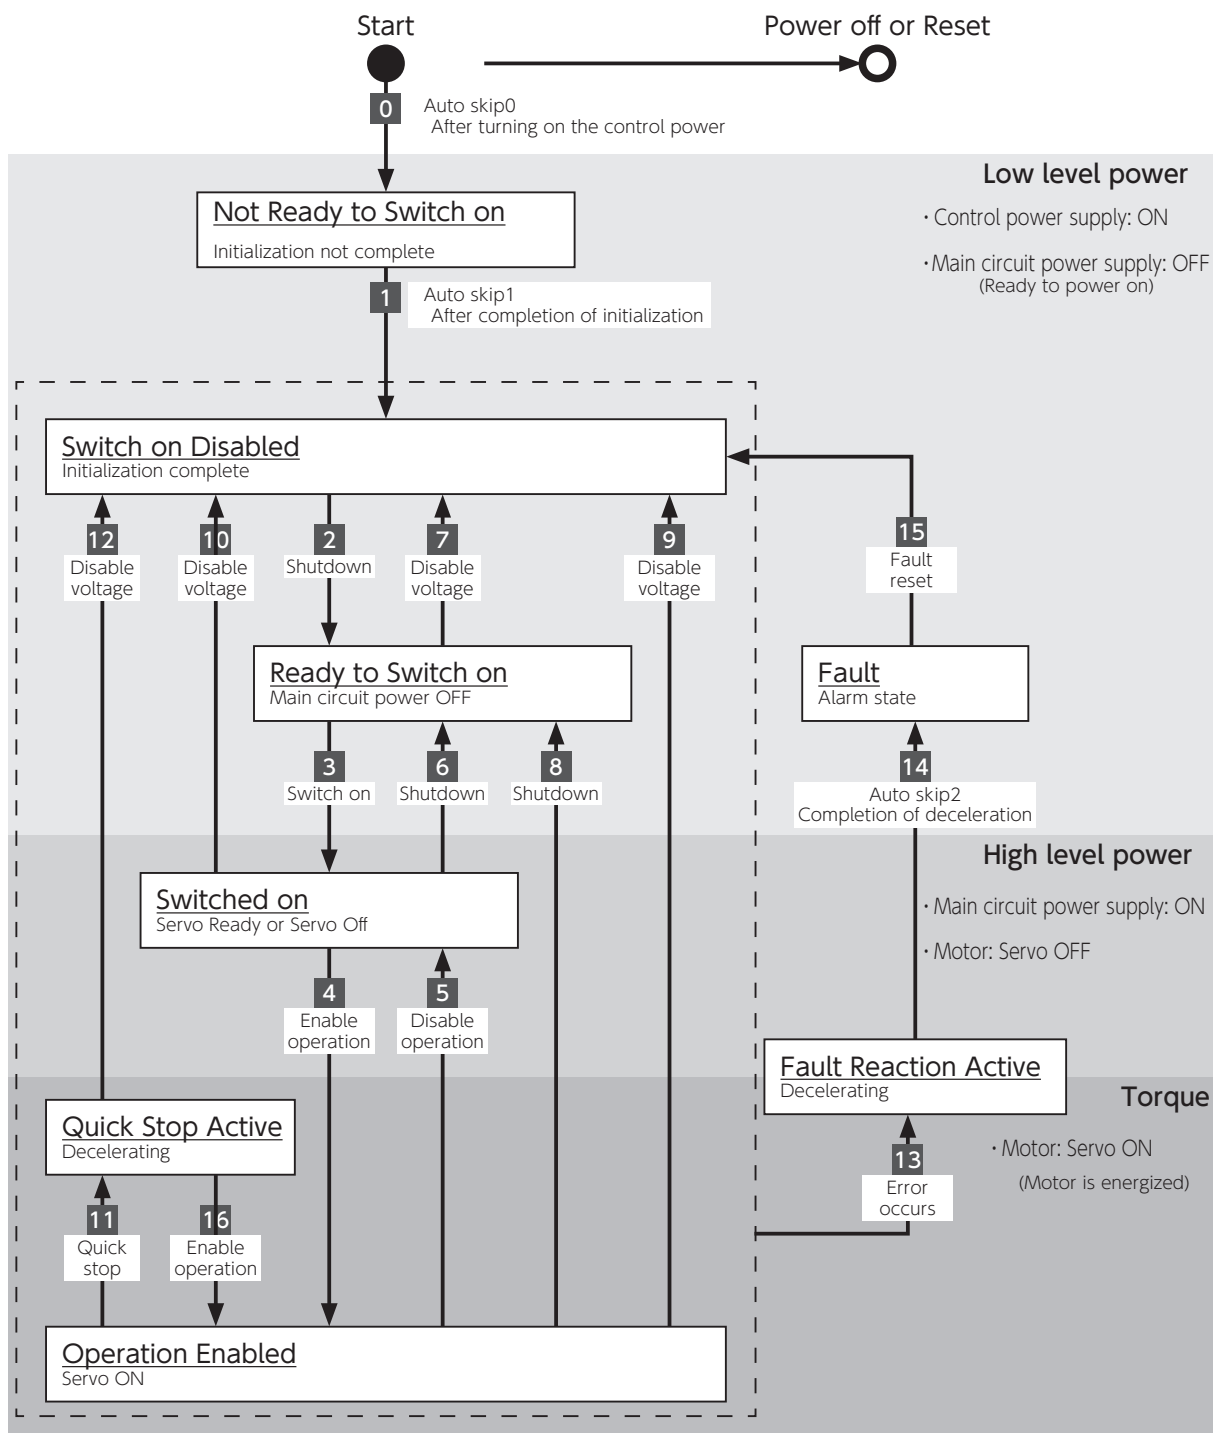 Start
Power off or Reset
0
Auto skip0
After turning on the control power
Low level power
・Control power supply: ON
・Main circuit power supply: OFF
(Ready to power on)
Not Ready to Switch on
Initialization not complete
1
Auto skip1
After completion of initialization
Switch on Disabled
Initialization complete
12
Disable
voltage
10
Disable
voltage
2
Shutdown
7
Disable
voltage
9
Disable
voltage
15
Fault
reset
Ready to Switch on
Main circuit power OFF
Fault
Alarm state
3
Switch on
6
Shutdown
8
Shutdown
14
Auto skip2
Completion of deceleration
High level power
・Main circuit power supply: ON
・Motor: Servo OFF
Switched on
Servo Ready or Servo Off
4
Enable
operation
5
Disable
operation
Fault Reaction Active
Decelerating
Torque
・Motor: Servo ON
(Motor is energized)
Quick Stop Active
Decelerating
13
Error
occurs
11
Quick
stop
16
Enable
operation
Operation Enabled
Servo ON